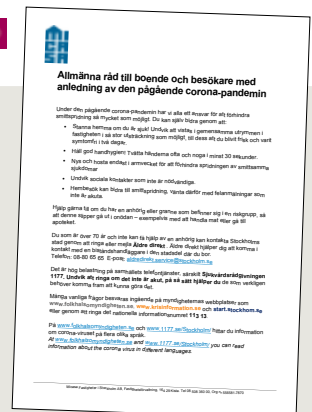 MICASA
Allmänna råd till boende och besökare med
anledning av den pågående corona-pandemin
Under den pågående corona-pandemin har vi alla ett ansvar för att förhindra
smittspridning så mycket som möjligt. Du kan själv bidra genom att:
• Stanna hemma om du är sjuk! Undvik att vistas i gemensamma utrymmen i
fastigheten i så stor utsträckning som möjligt, till dess att du blivit frisk och varit
symtomfri i två dagar.
• Håll god handhygien! Tvätta händerna ofta och noga i minst 30 sekunder.
• Nys och hosta endast i armvecket för att förhindra spridningen av smittsamma
sjukdomar
• Undvik sociala kontakter som inte är nödvändiga.
• Hembesök kan bidra till smittspridning. Vänta därför med felanmälningar som
inte är akuta.
Hjälp gärna till om du har en anhörig eller granne som befinner sig i en riskgrupp, så
att denne slipper gå ut i onödan – exempelvis med att handla mat eller gå till
apoteket.
Du som är över 70 år och inte kan ta hjälp av en anhörig kan kontakta Stockholms
stad genom att ringa eller mejla Äldre direkt. Äldre direkt hjälper dig att komma i
kontakt med en biståndshandläggare i den stadsdel där du bor.
Telefon: 08-80 65 65 E-post: aldredirekt.service@stockholm.se
Det är hög belastning på samhällets telefontjänster, särskilt Sjukvårdsrådgivningen
1177. Undvik att ringa om det inte är akut, på så sätt hjälper du de som verkligen
behöver komma fram att kunna göra det.
Många vanliga frågor besvaras ingående på myndigheternas webbplatser som
www.folkhalsomyndigheten.se, www.krisinformation.se och start.stockholm.se
eller genom att ringa det nationella informationsnumret 113 13.
På www.folkhalsomyndigheten.se och www.1177.se/Stockholm/ hittar du information
om corona-viruset på flera olika språk.
At www.folkhalsomyndigheten.se and www.1177.se/Stockholm/ you can read
information about the corona virus in different languages.